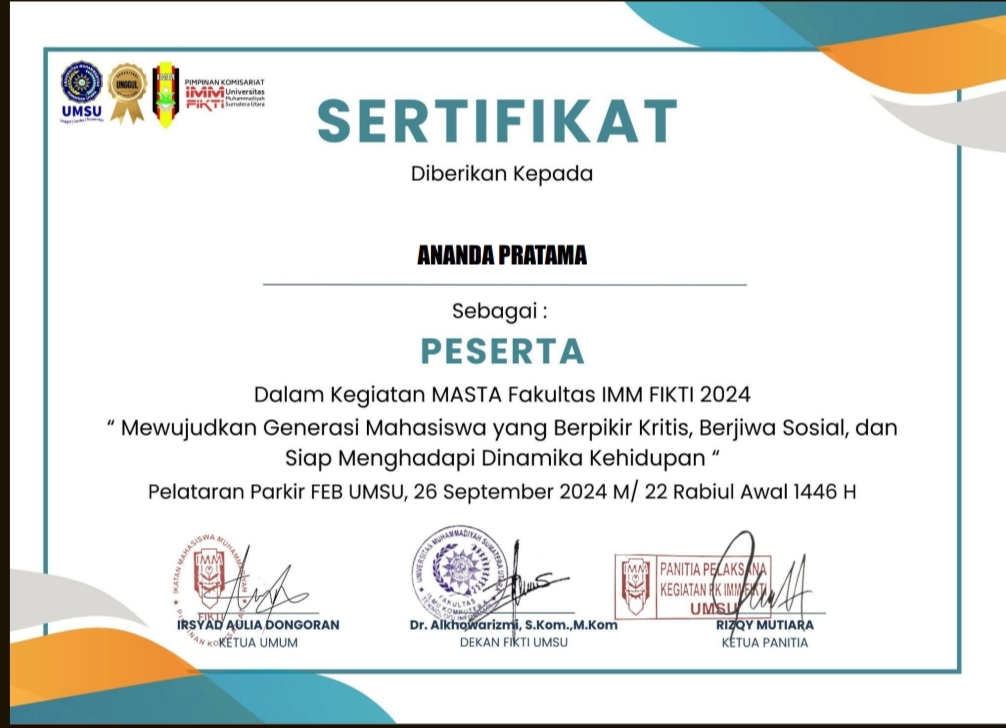 UMSU
UNGGUL
PIMPINAN KOMISARIAT
IMM Universitas
Muhammadiyah
FIKTI Sumatera Utara
SERTIFIKAT
Diberikan Kepada
ANANDA PRATAMA
Sebagai :
PESERTA
Dalam Kegiatan MASTA Fakultas IMM FIKTI 2024
“ Mewujudkan Generasi Mahasiswa yang Berpikir Kritis, Berjiwa Sosial, dan
Siap Menghadapi Dinamika Kehidupan “
Pelataran Parkir FEB UMSU, 26 September 2024 M/ 22 Rabiul Awal 1446 H
IKATAN MAHASISWA MUHAMMADIYAH
IMM
FIKTI
UNIVERSITAS MUHAMMADIYAH SUMATERA UTARA
FAKULTAS
IMM
PANITIA PELAKSANA
KEGIATAN PK IMM FIKTI
UMSU
IRSYAD AULIA DONGORAN
KETUA UMUM
Dr. Alkhowarizmi, S.Kom.,M.Kom
DEKAN FIKTI UMSU
RIZQY MUTIARA
KETUA PANITIA